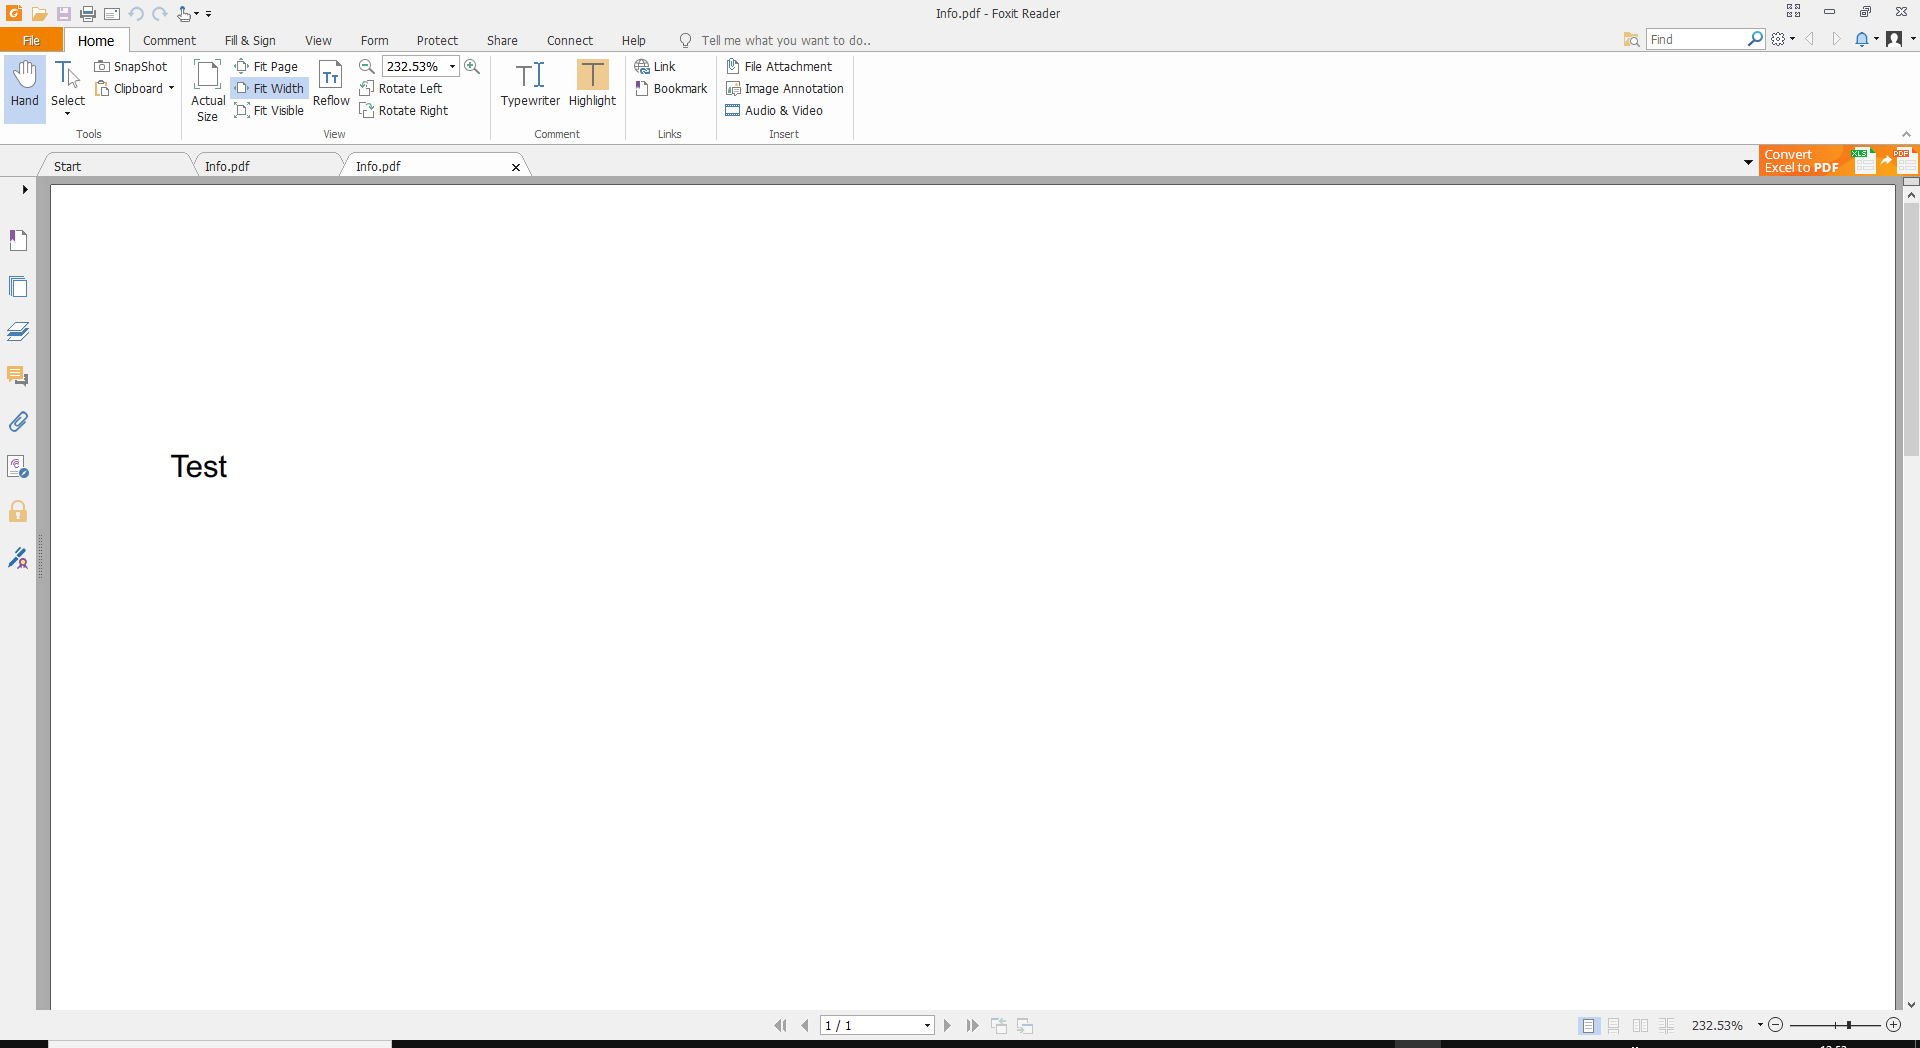 Info.pdf - Foxit Reader
File Home Comment Fill & Sign View Form Protect Share Connect Help Tell me what you want to do.. Find
Hand
Select
SnapShot
Clipboard
Tools
Actual
Size
Fit Page
Fit Width
Fit Visible
Reflow
232.53%
Rotate Left
Rotate Right
View
Typewriter
Highlight
Comment
Link
Bookmark
Links
File Attachment
Image Annotation
Audio & Video
Insert
Start Info.pdf Info.pdf
Convert
Excel to PDF
XLS PDF
Test
1 / 1
232.53%